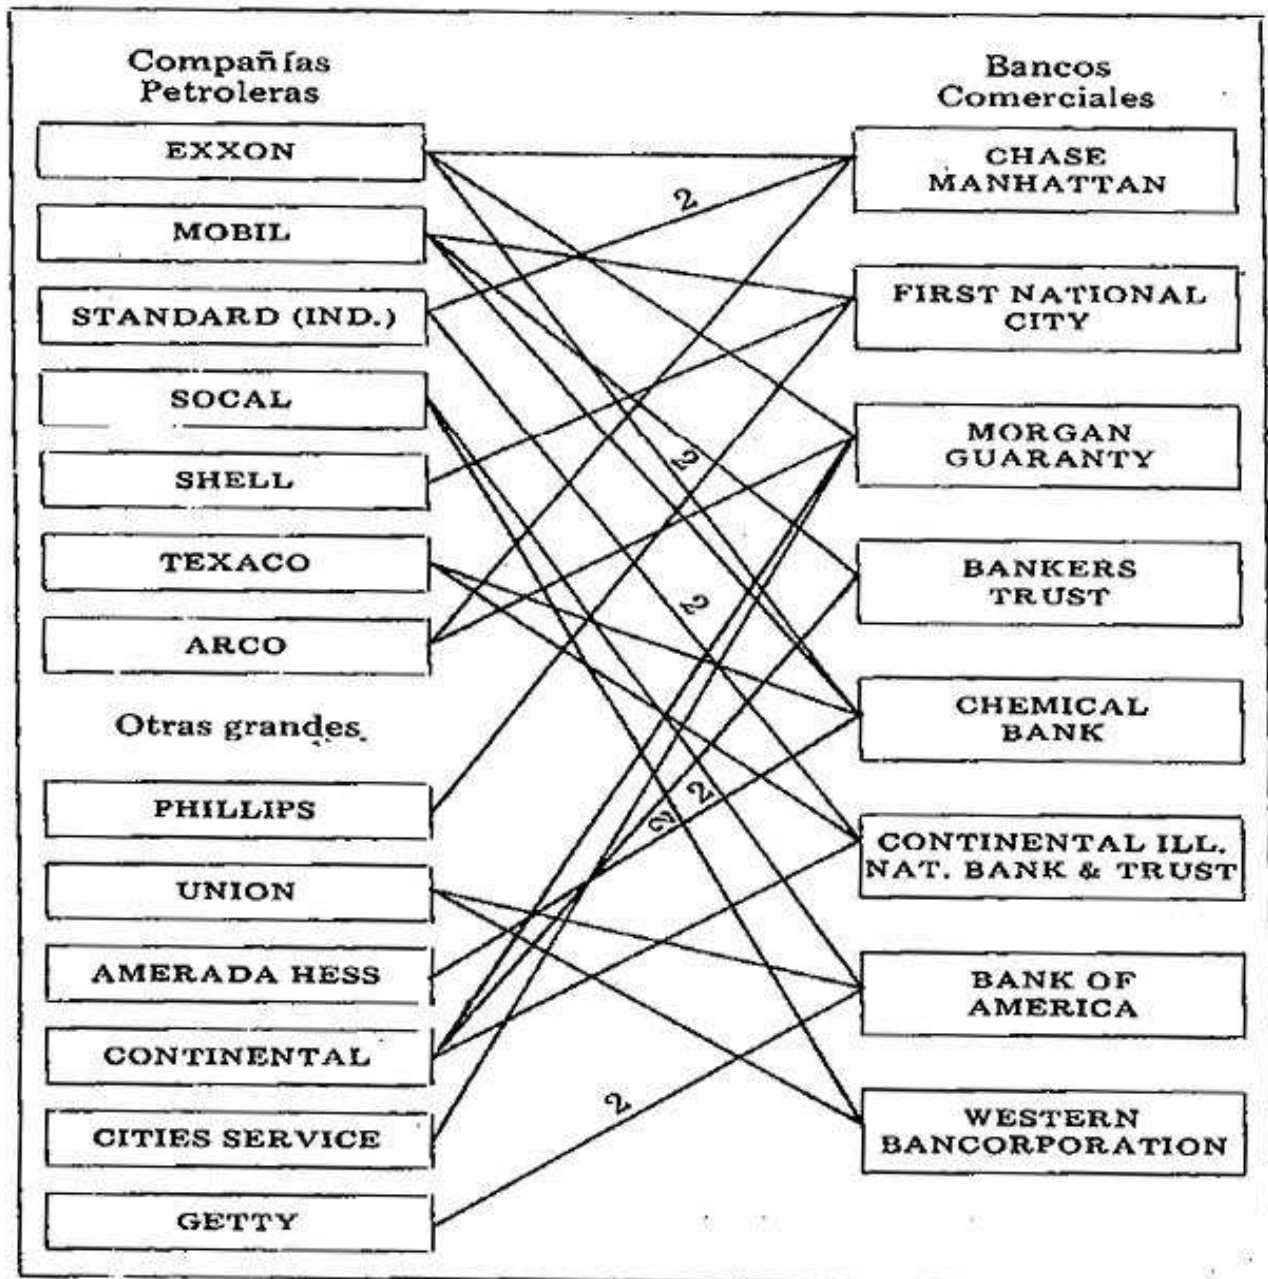 Compañías
Petroleras
EXXON
MOBIL
STANDARD (IND.)
SOCAL
SHELL
TEXACO
ARCO
Otras grandes
PHILLIPS
UNION
AMERADA HESS
CONTINENTAL
CITIES SERVICE
GETTY
2
2
2
2
2
2
Bancos
Comerciales
CHASE
MANHATTAN
FIRST NATIONAL
CITY
MORGAN
GUARANTY
BANKERS
TRUST
CHEMICAL
BANK
CONTINENTAL ILL.
NAT. BANK & TRUST
BANK OF
AMERICA
WESTERN
BANCORPORATION